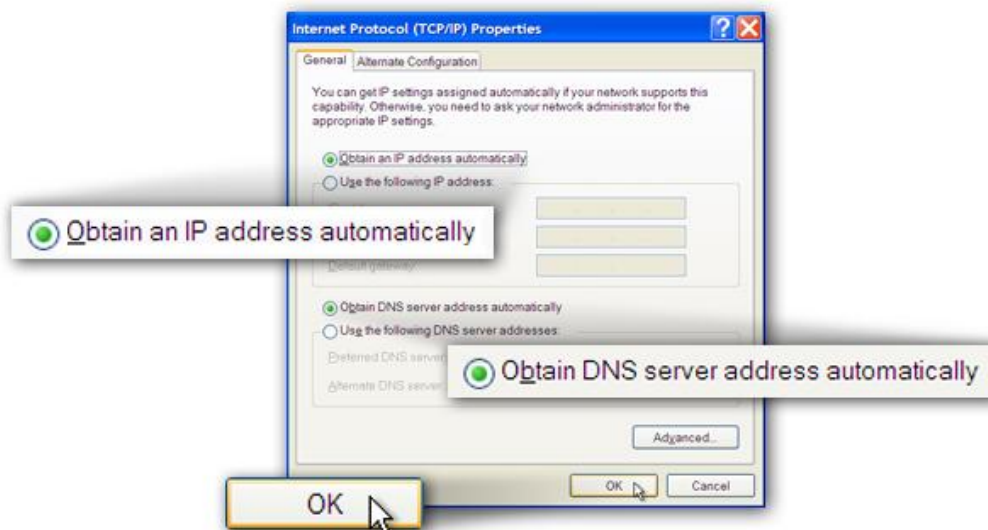 Internet Protocol (TCP/IP) Properties
General
Alternate Configuration
You can get IP settings assigned automatically if your network supports this
capability. Otherwise, you need to ask your network administrator for the
appropriate IP settings.
Obtain an IP address automatically
Use the following IP address:
Obtain an IP address automatically
Default gateway:
Obtain DNS server address automatically
Use the following DNS server addresses:
Preferred DNS server
Obtain DNS server address automatically
Alternate DNS server:
Advanced...
OK
Cancel
OK